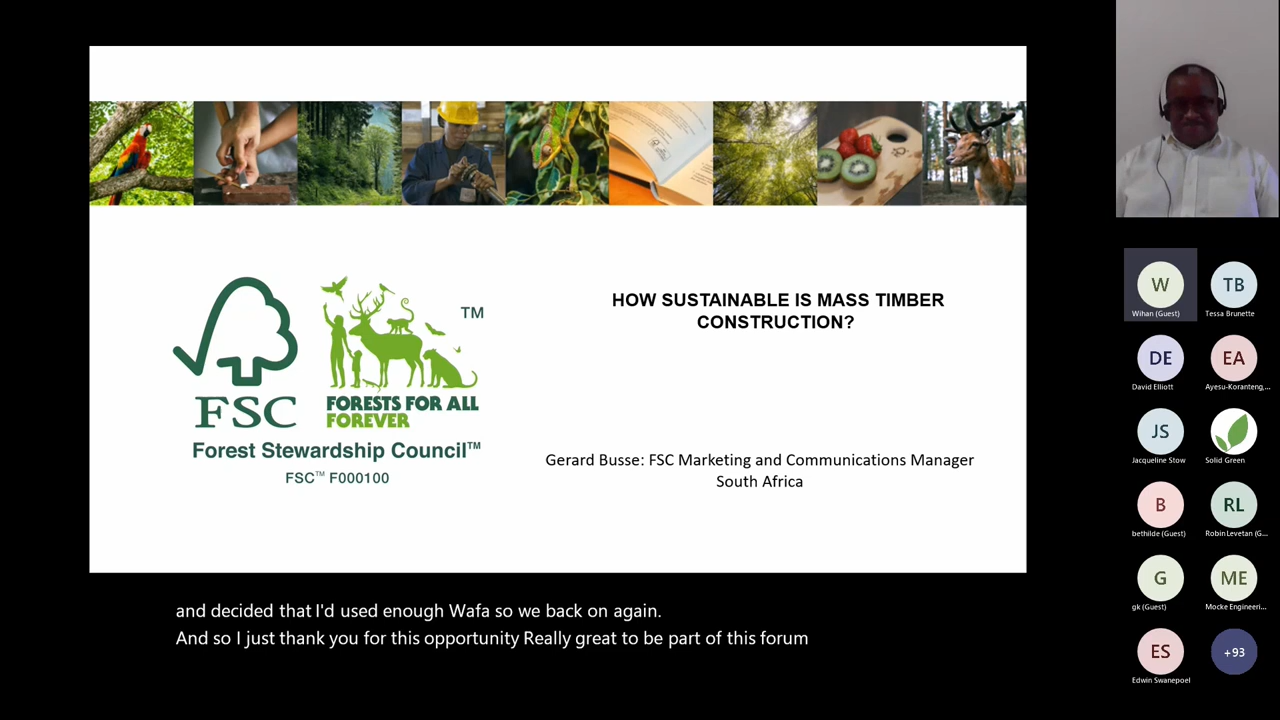 HOW SUSTAINABLE IS MASS TIMBER
CONSTRUCTION?
TM
FSC
FORESTS FOR ALL
FOREVER
Forest Stewardship Council™
FSC™ F000100
Gerard Busse: FSC Marketing and Communications Manager
South Africa
and decided that I'd used enough Wafa so we back on again.
And so I just thank you for this opportunity Really great to be part of this forum
W
Wihan (Guest)
TB
Tessa Brunette
DE
David Elliott
EA
Ayesu-Koranteng,...
JS
Jacqueline Stow
Solid Green
B
bethilde (Guest)
RL
Robin Levetan (G...
G
gk (Guest)
ME
Mocke Engineeri...
ES
Edwin Swanepoel
+93